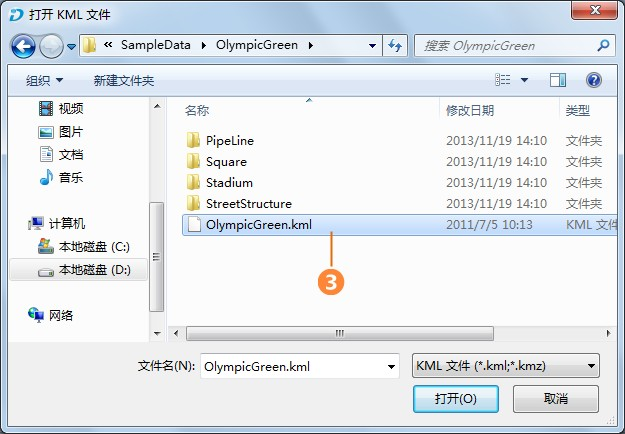 打开 KML 文件
« SampleData OlympicGreen
搜索 OlympicGreen
组织 新建文件夹
名称 修改日期 类型
视频
图片
文档
音乐
计算机
本地磁盘 (C:)
本地磁盘 (D:)
网络
PipeLine 2013/11/19 14:10 文件夹
Square 2013/11/19 14:10 文件夹
Stadium 2013/11/19 14:10 文件夹
StreetStructure 2013/11/19 14:10 文件夹
OlympicGreen.kml 2011/7/5 10:13 KML 文件
3
文件名(N): OlympicGreen.kml KML 文件 (*.kml;*.kmz)
打开(O) 取消